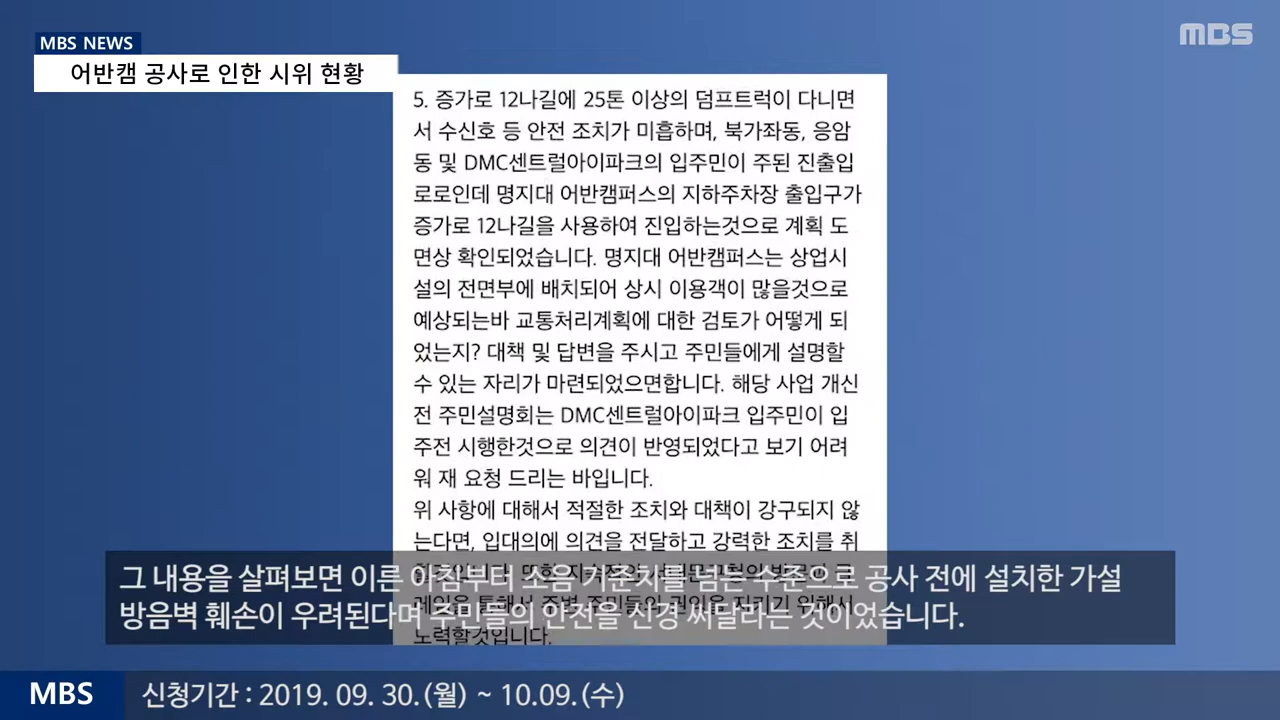 MBS NEWS
MBS
어반캠 공사로 인한 시위 현황
5. 증가로 12나길에 25톤 이상의 덤프트럭이 다니면
서 수신호 등 안전 조치가 미흡하며, 북가좌동, 응암
동 및 DMC센트럴아이파크의 입주민이 주된 진출입
로로인데 명지대 어반캠퍼스의 지하주차장 출입구가
증가로 12나길을 사용하여 진입하는것으로 계획 도
면상 확인되었습니다. 명지대 어반캠퍼스는 상업시
설의 전면부에 배치되어 상시 이용객이 많을것으로
예상되는바 교통처리계획에 대한 검토가 어떻게 되
었는지? 대책 및 답변을 주시고 주민들에게 설명할
수 있는 자리가 마련되었으면합니다. 해당 사업 개신
전 주민설명회는 DMC센트럴아이파크 입주민이 입
주전 시행한것으로 의견이 반영되었다고 보기 어려
워 재 요청 드리는 바입니다.
위 사항에 대해서 적절한 조치와 대책이 강구되지 않
는다면, 입대의에 의견을 전달하고 강력한 조치를 취
노력할것입니다.
그 내용을 살펴보면 이른 아침부터 소음 기준치를 넘은 수준으로 공사 전에 설치한 가설
방음벽 훼손이 우려된다며 주민들의 안전을 신경 써달라는 것이었습니다.
MBS 신청기간 : 2019. 09. 30.(월) ~ 10.09.(수)